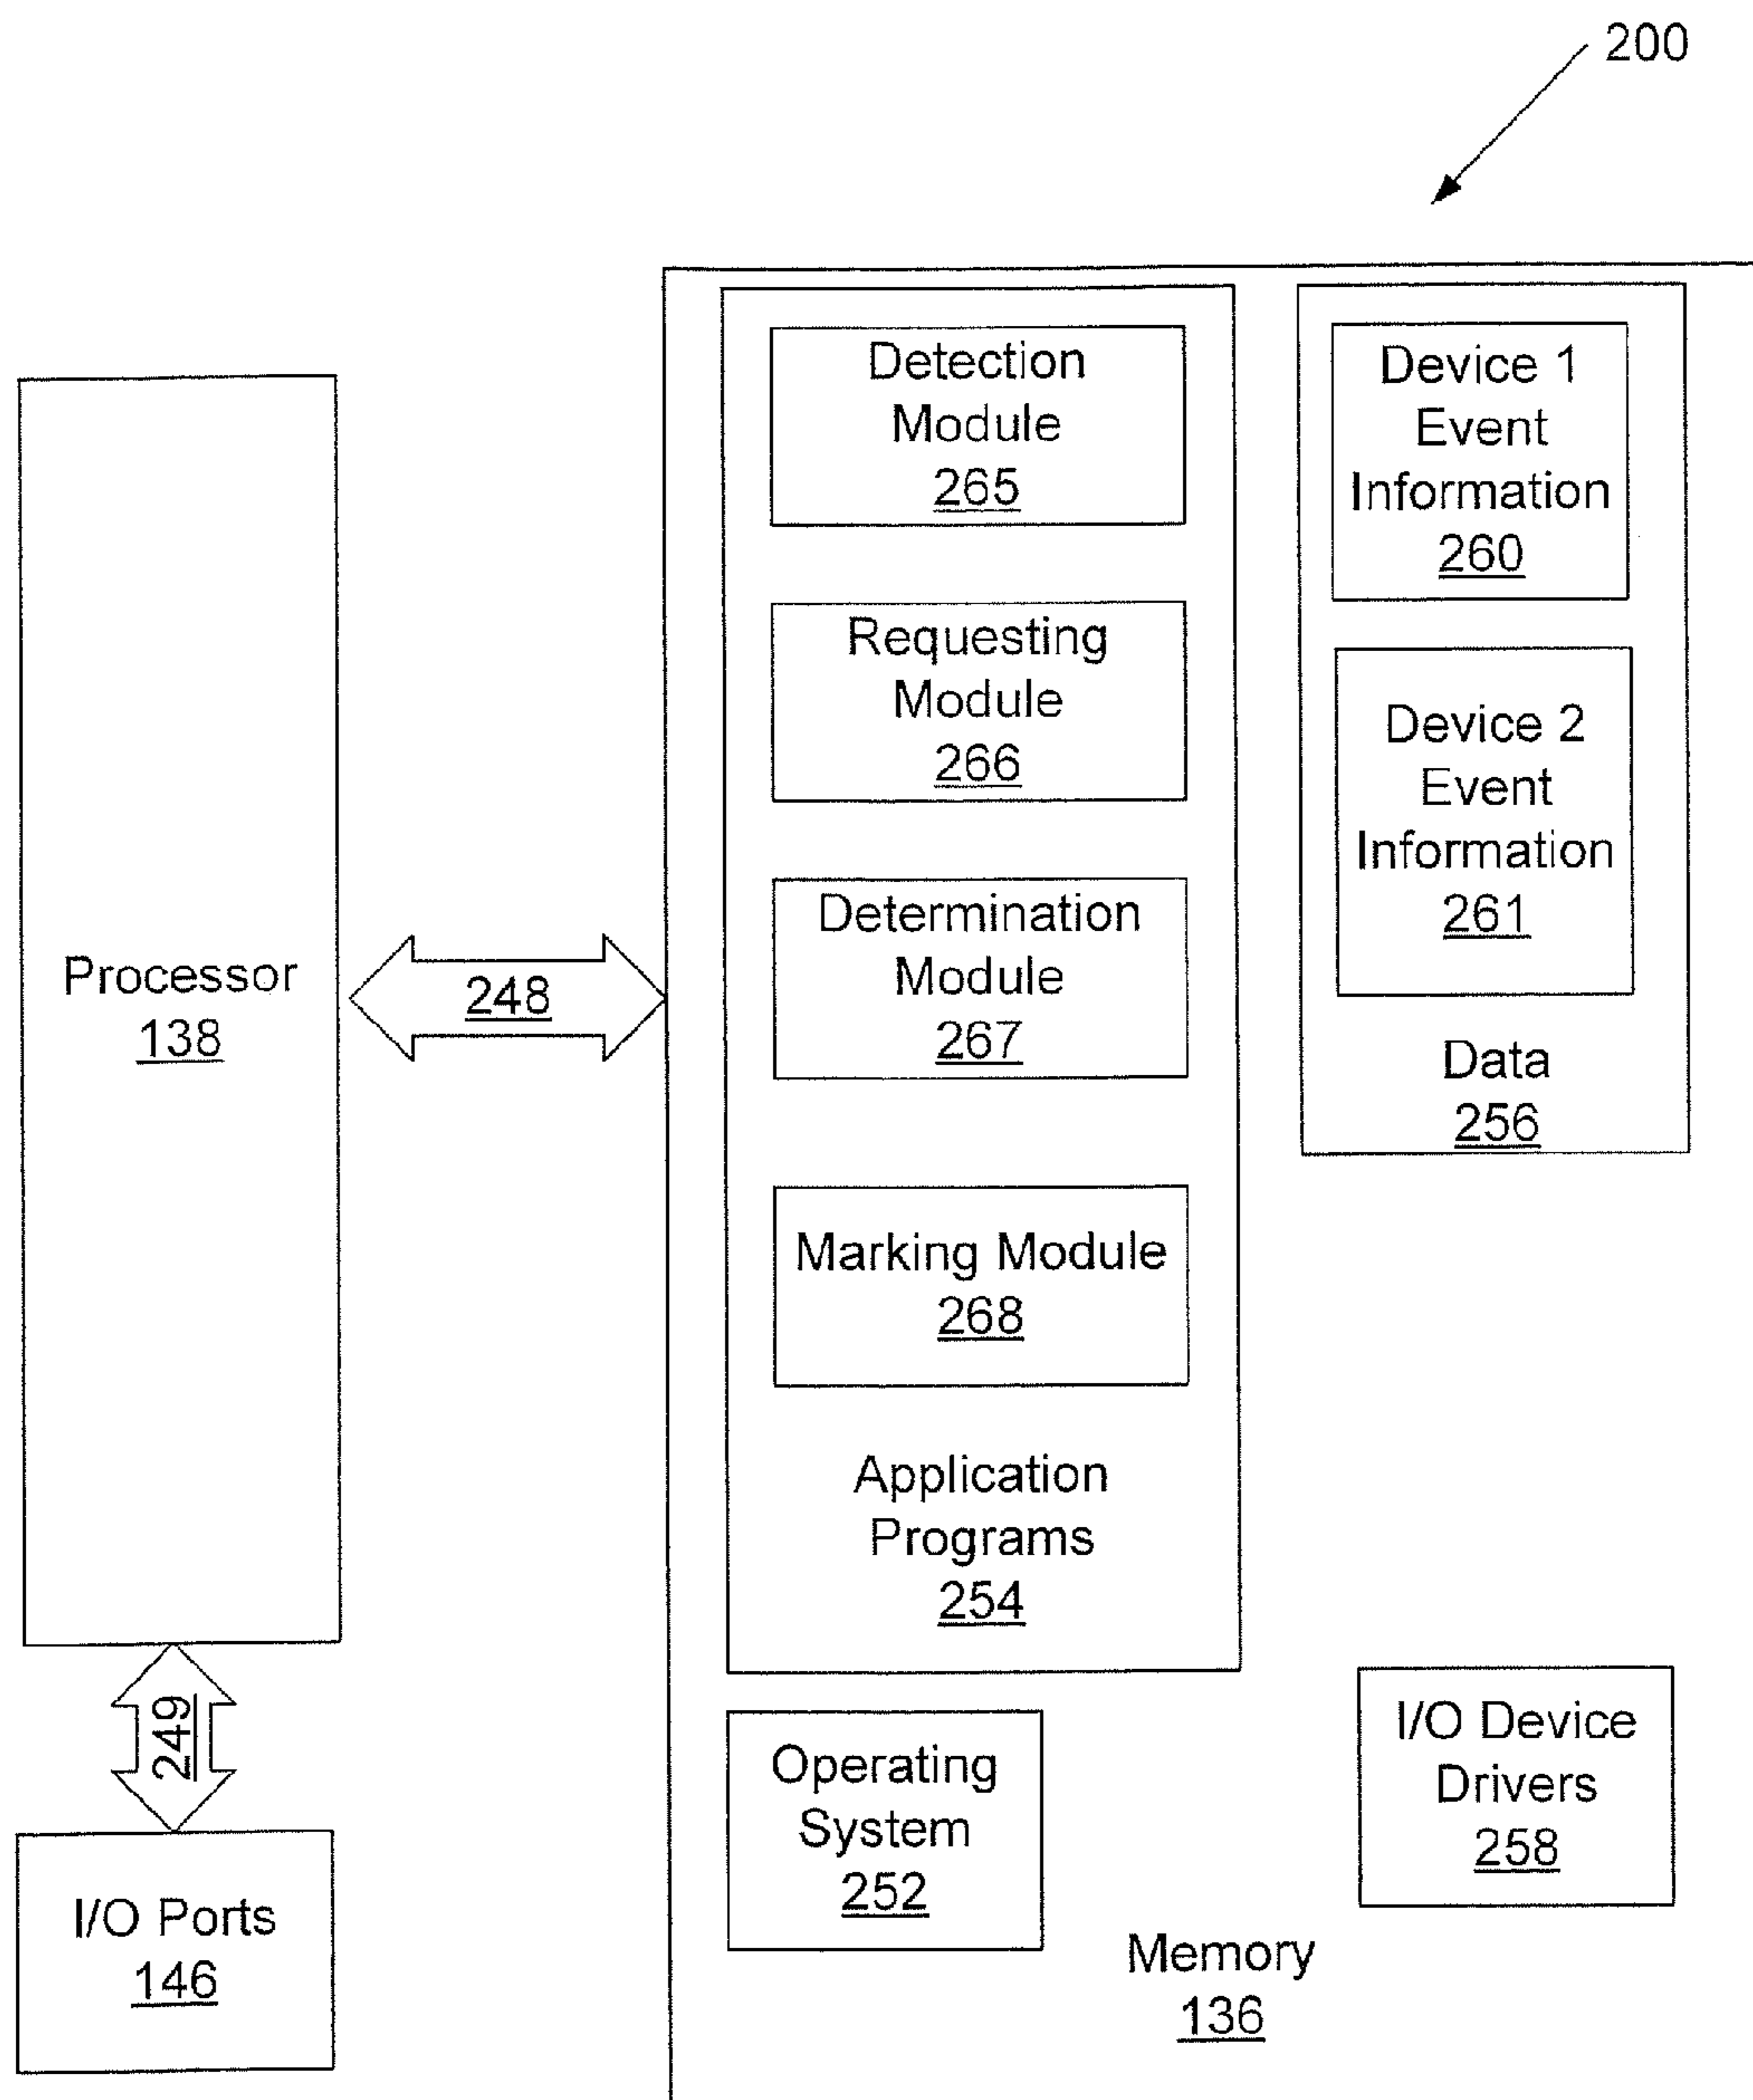 200
Detection
Module
265
Requesting
Module
266
Determination
Module
267
Marking Module
268
Application
Programs
254
Device 1
Event
Information
260
Device 2
Event
Information
261
Data
256
Processor
138
248
249
I/O Ports
146
Operating
System
252
I/O Device
Drivers
258
Memory
136